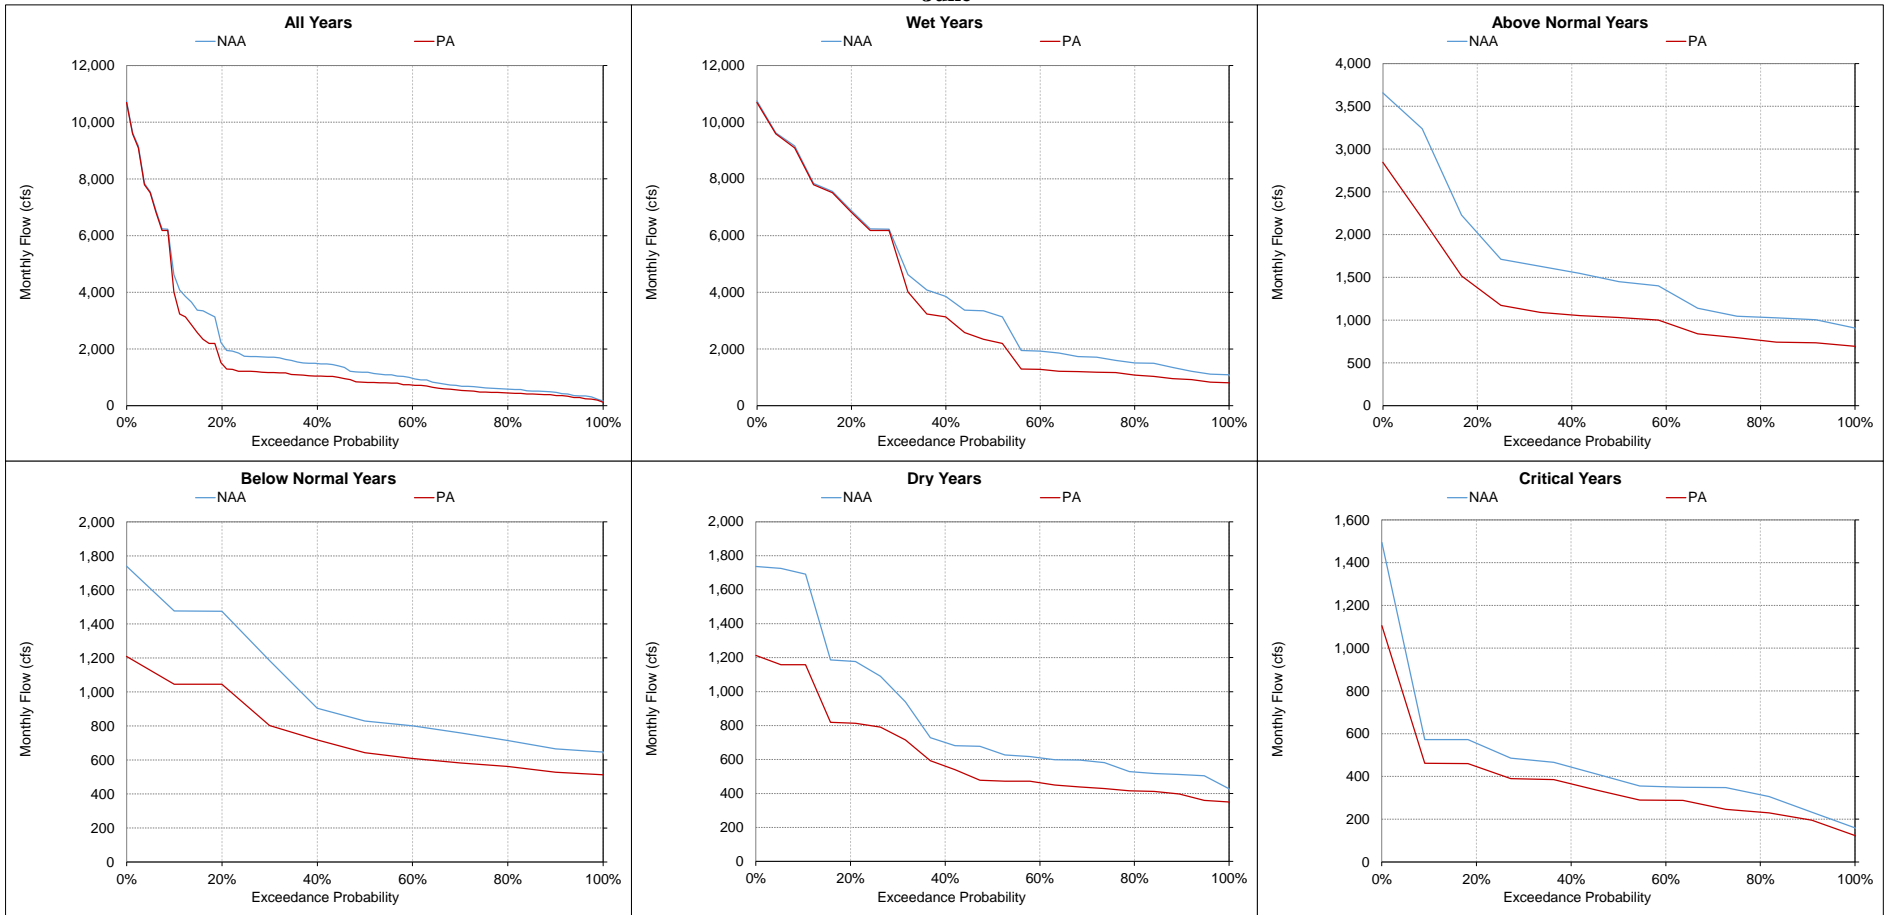 All Years
NAA PA
12,000
10,000
8,000
6,000
4,000
2,000
0
Monthly Flow (cfs)
0% 20% 40% 60% 80% 100%
Exceedance Probability
Wet Years
NAA PA
12,000
10,000
8,000
6,000
4,000
2,000
0
Monthly Flow (cfs)
0% 20% 40% 60% 80% 100%
Exceedance Probability
Above Normal Years
NAA PA
4,000
3,500
3,000
2,500
2,000
1,500
1,000
500
0
Monthly Flow (cfs)
0% 20% 40% 60% 80% 100%
Exceedance Probability
Below Normal Years
NAA PA
2,000
1,800
1,600
1,400
1,200
1,000
800
600
400
200
0
Monthly Flow (cfs)
0% 20% 40% 60% 80% 100%
Exceedance Probability
Dry Years
NAA PA
2,000
1,800
1,600
1,400
1,200
1,000
800
600
400
200
0
Monthly Flow (cfs)
0% 20% 40% 60% 80% 100%
Exceedance Probability
Critical Years
NAA PA
1,600
1,400
1,200
1,000
800
600
400
200
0
Monthly Flow (cfs)
0% 20% 40% 60% 80% 100%
Exceedance Probability